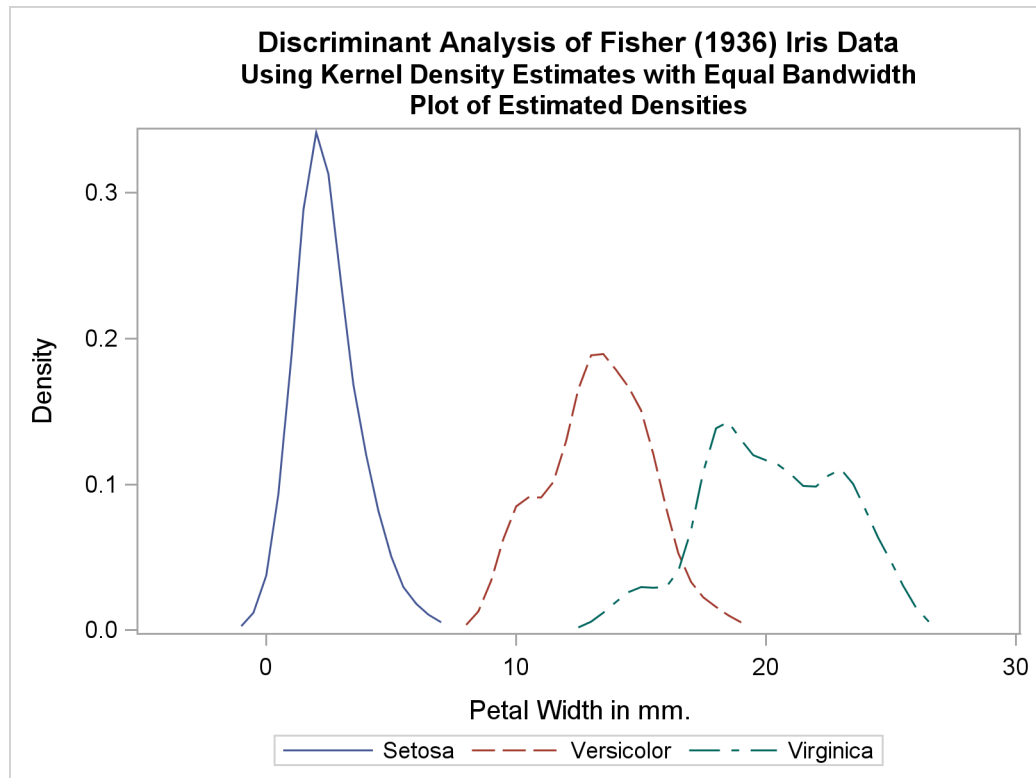 Discriminant Analysis of Fisher (1936) Iris Data
Using Kernel Density Estimates with Equal Bandwidth
Plot of Estimated Densities
0.3
0.2
0.1
0.0
Density
0 10 20 30
Petal Width in mm.
Setosa Versicolor Virginica